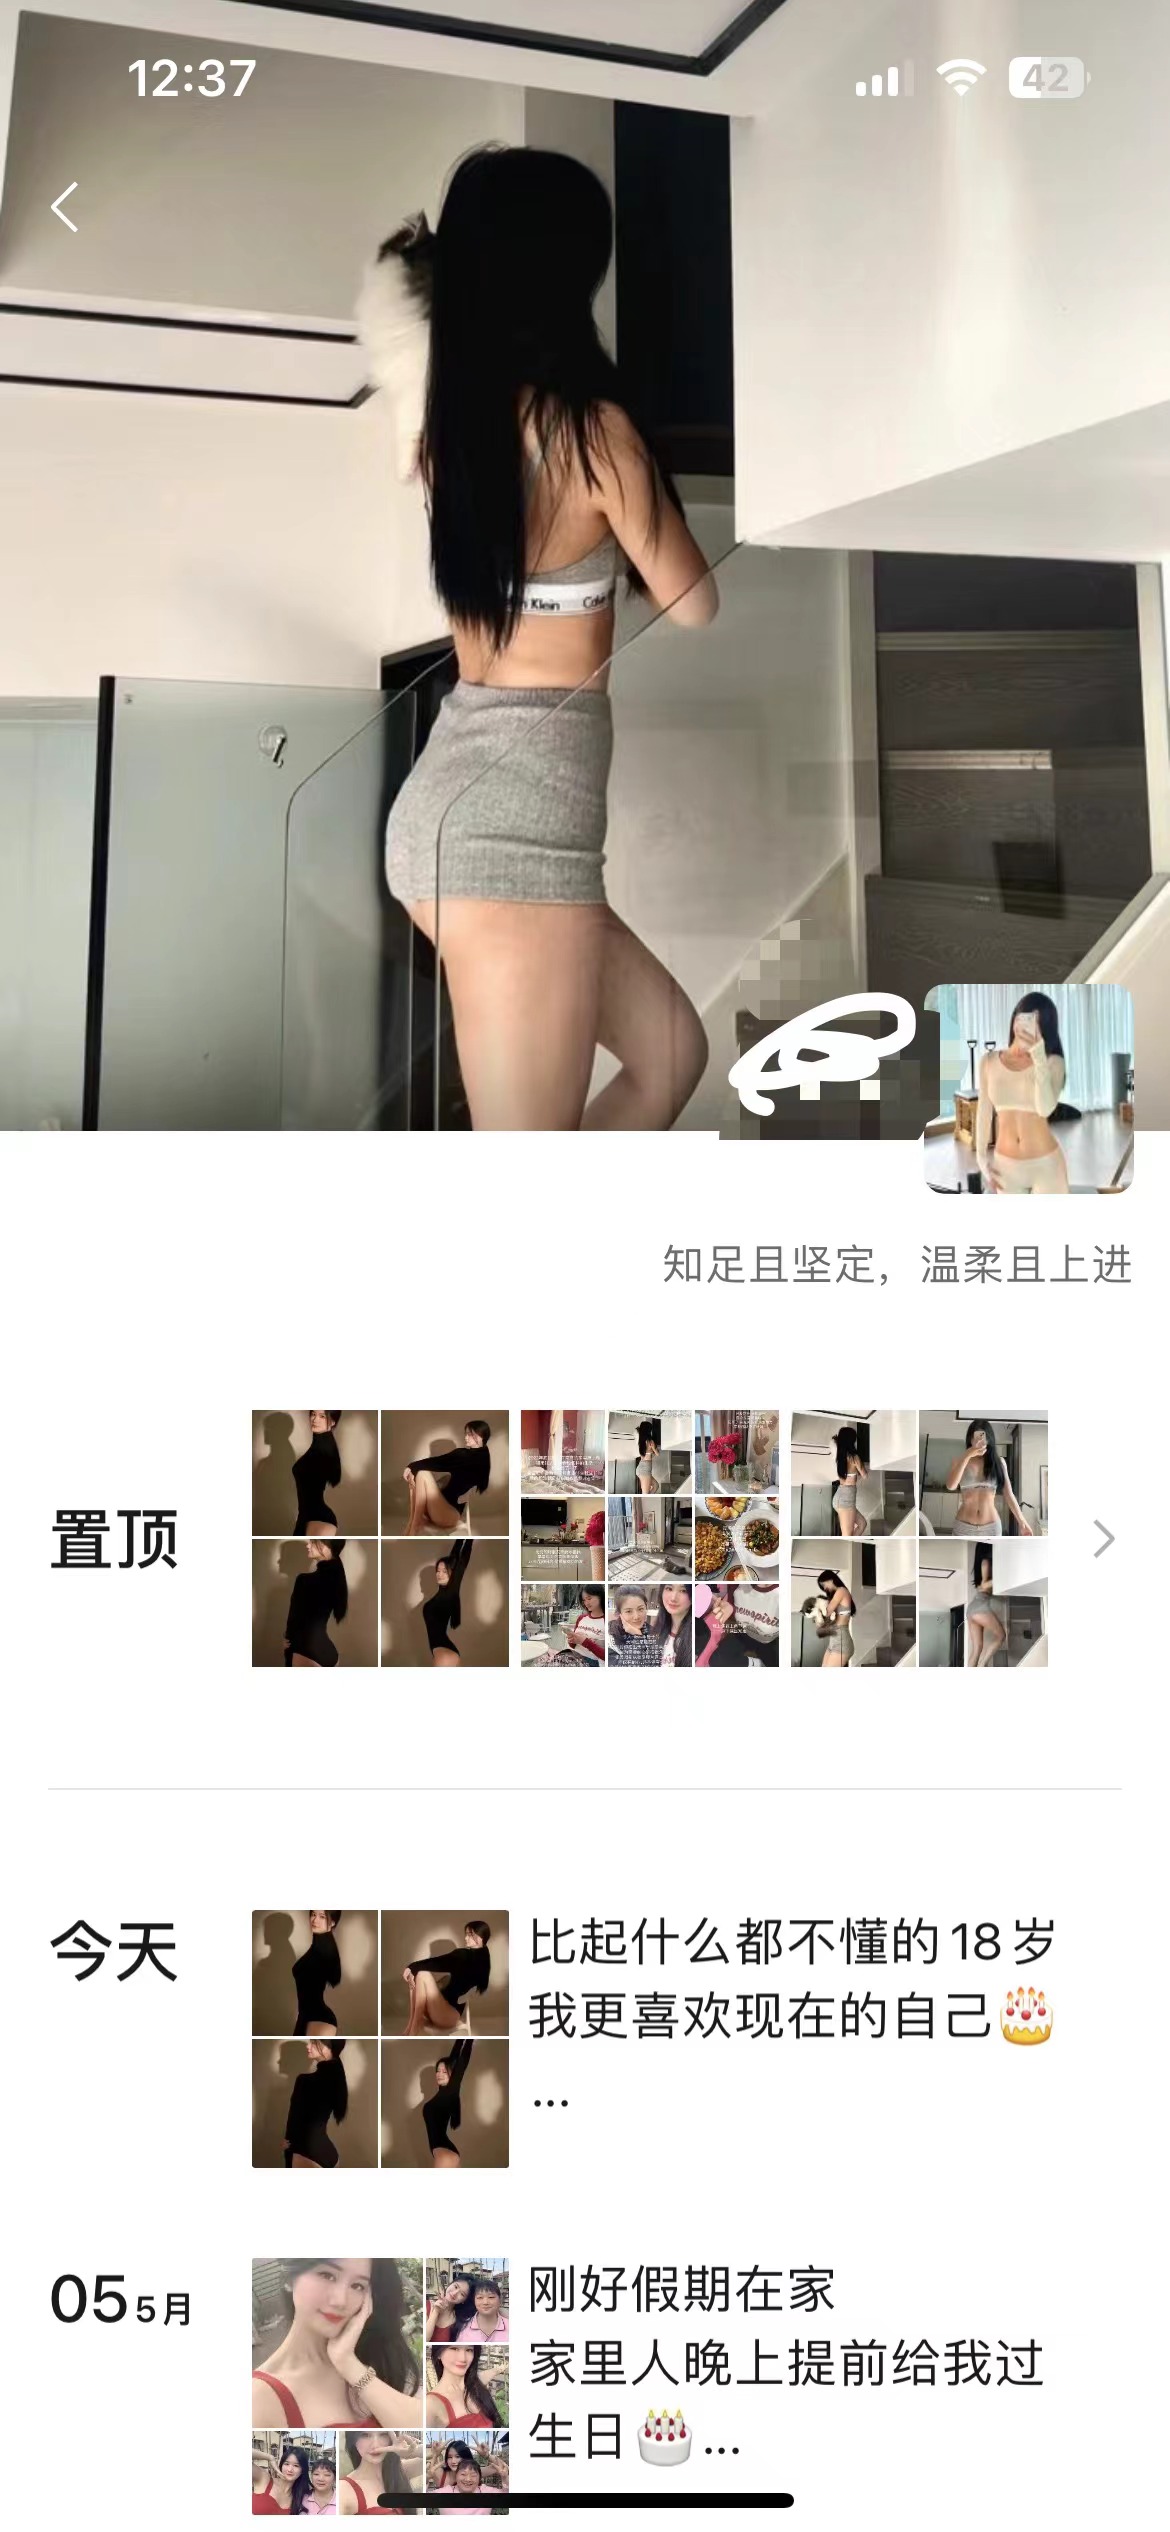 12:37
42
n Klein Calv
知足且坚定，温柔且上进
置顶
newspirit
今天
比起什么都不懂的18岁
我更喜欢现在的自己🎂
...
05 5月
刚好假期在家
家里人晚上提前给我过
生日🎂...